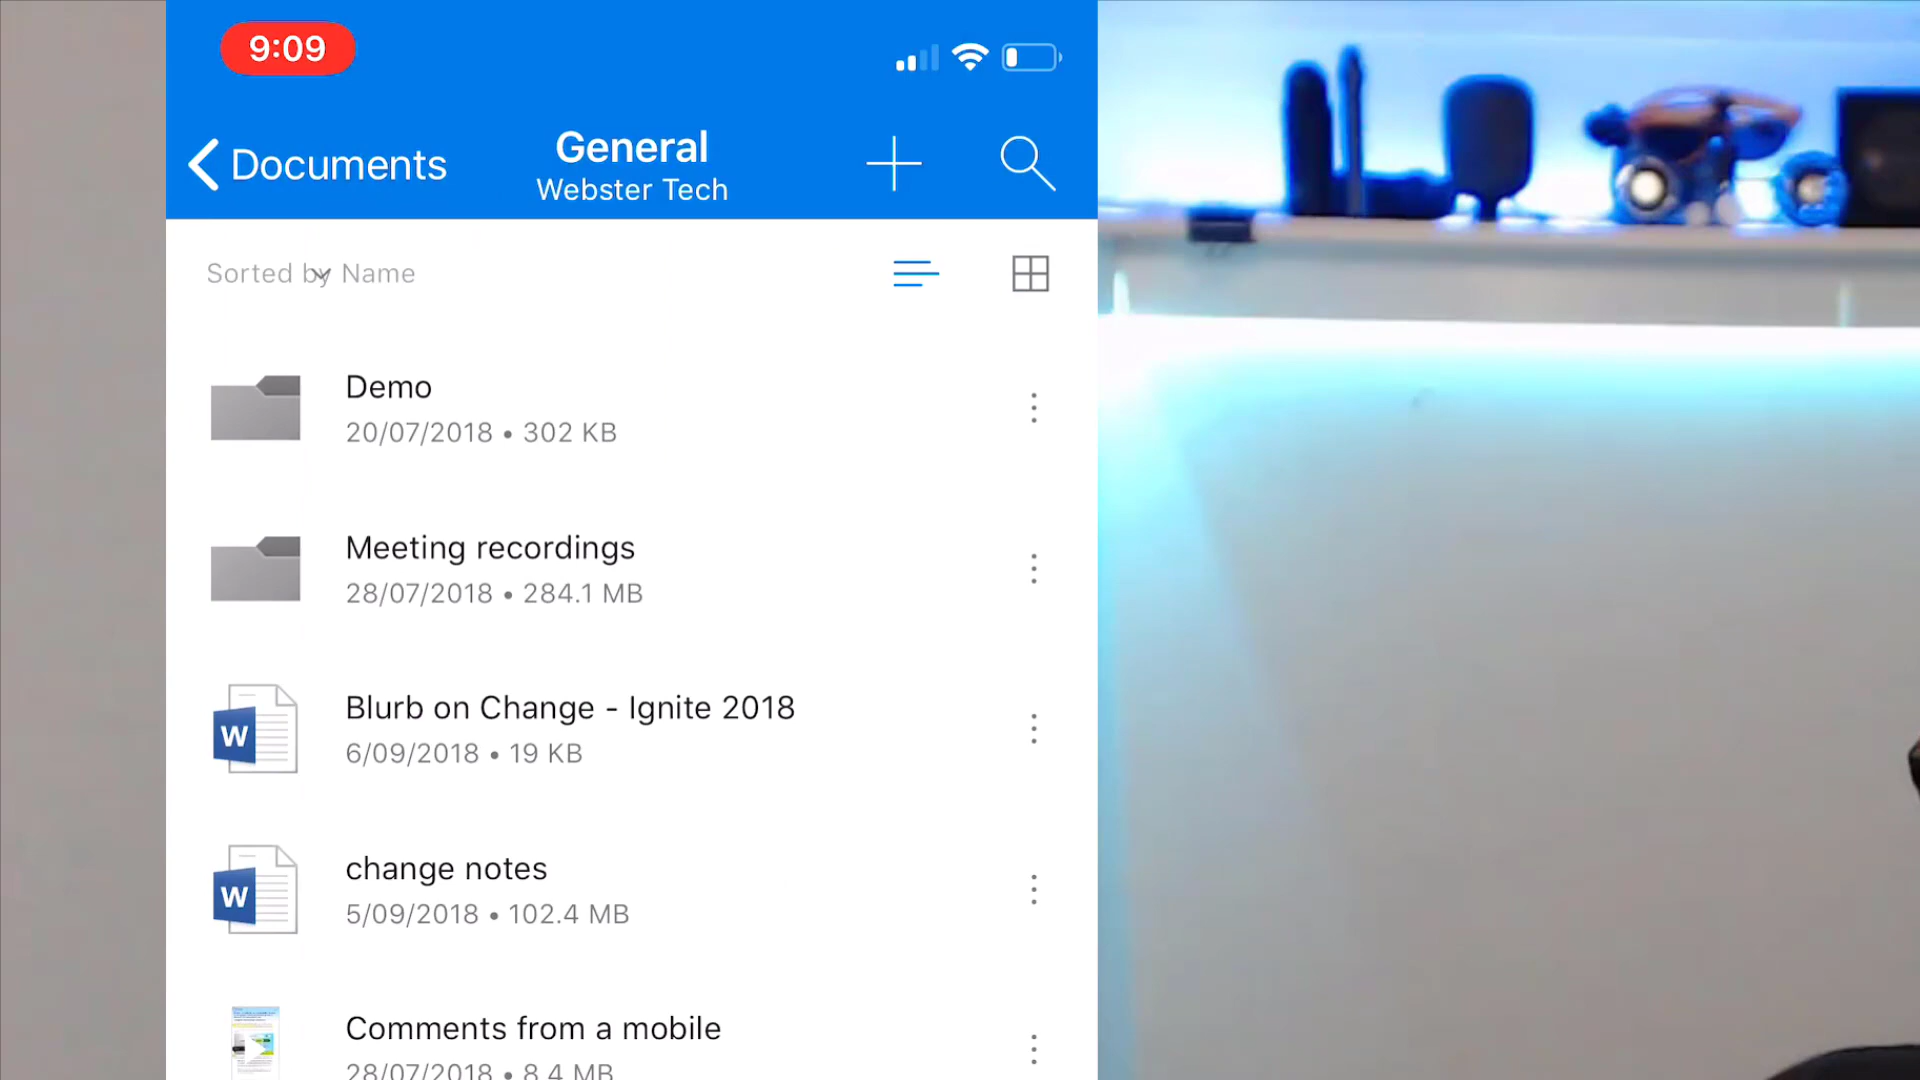 9:09
Documents
General
Webster Tech
Sorted by Name
Demo
20/07/2018 • 302 KB
Meeting recordings
28/07/2018 • 284.1 MB
W
Blurb on Change - Ignite 2018
6/09/2018 • 19 KB
W
change notes
5/09/2018 • 102.4 MB
Comments from a mobile
28/07/2018 • 8.4 MB